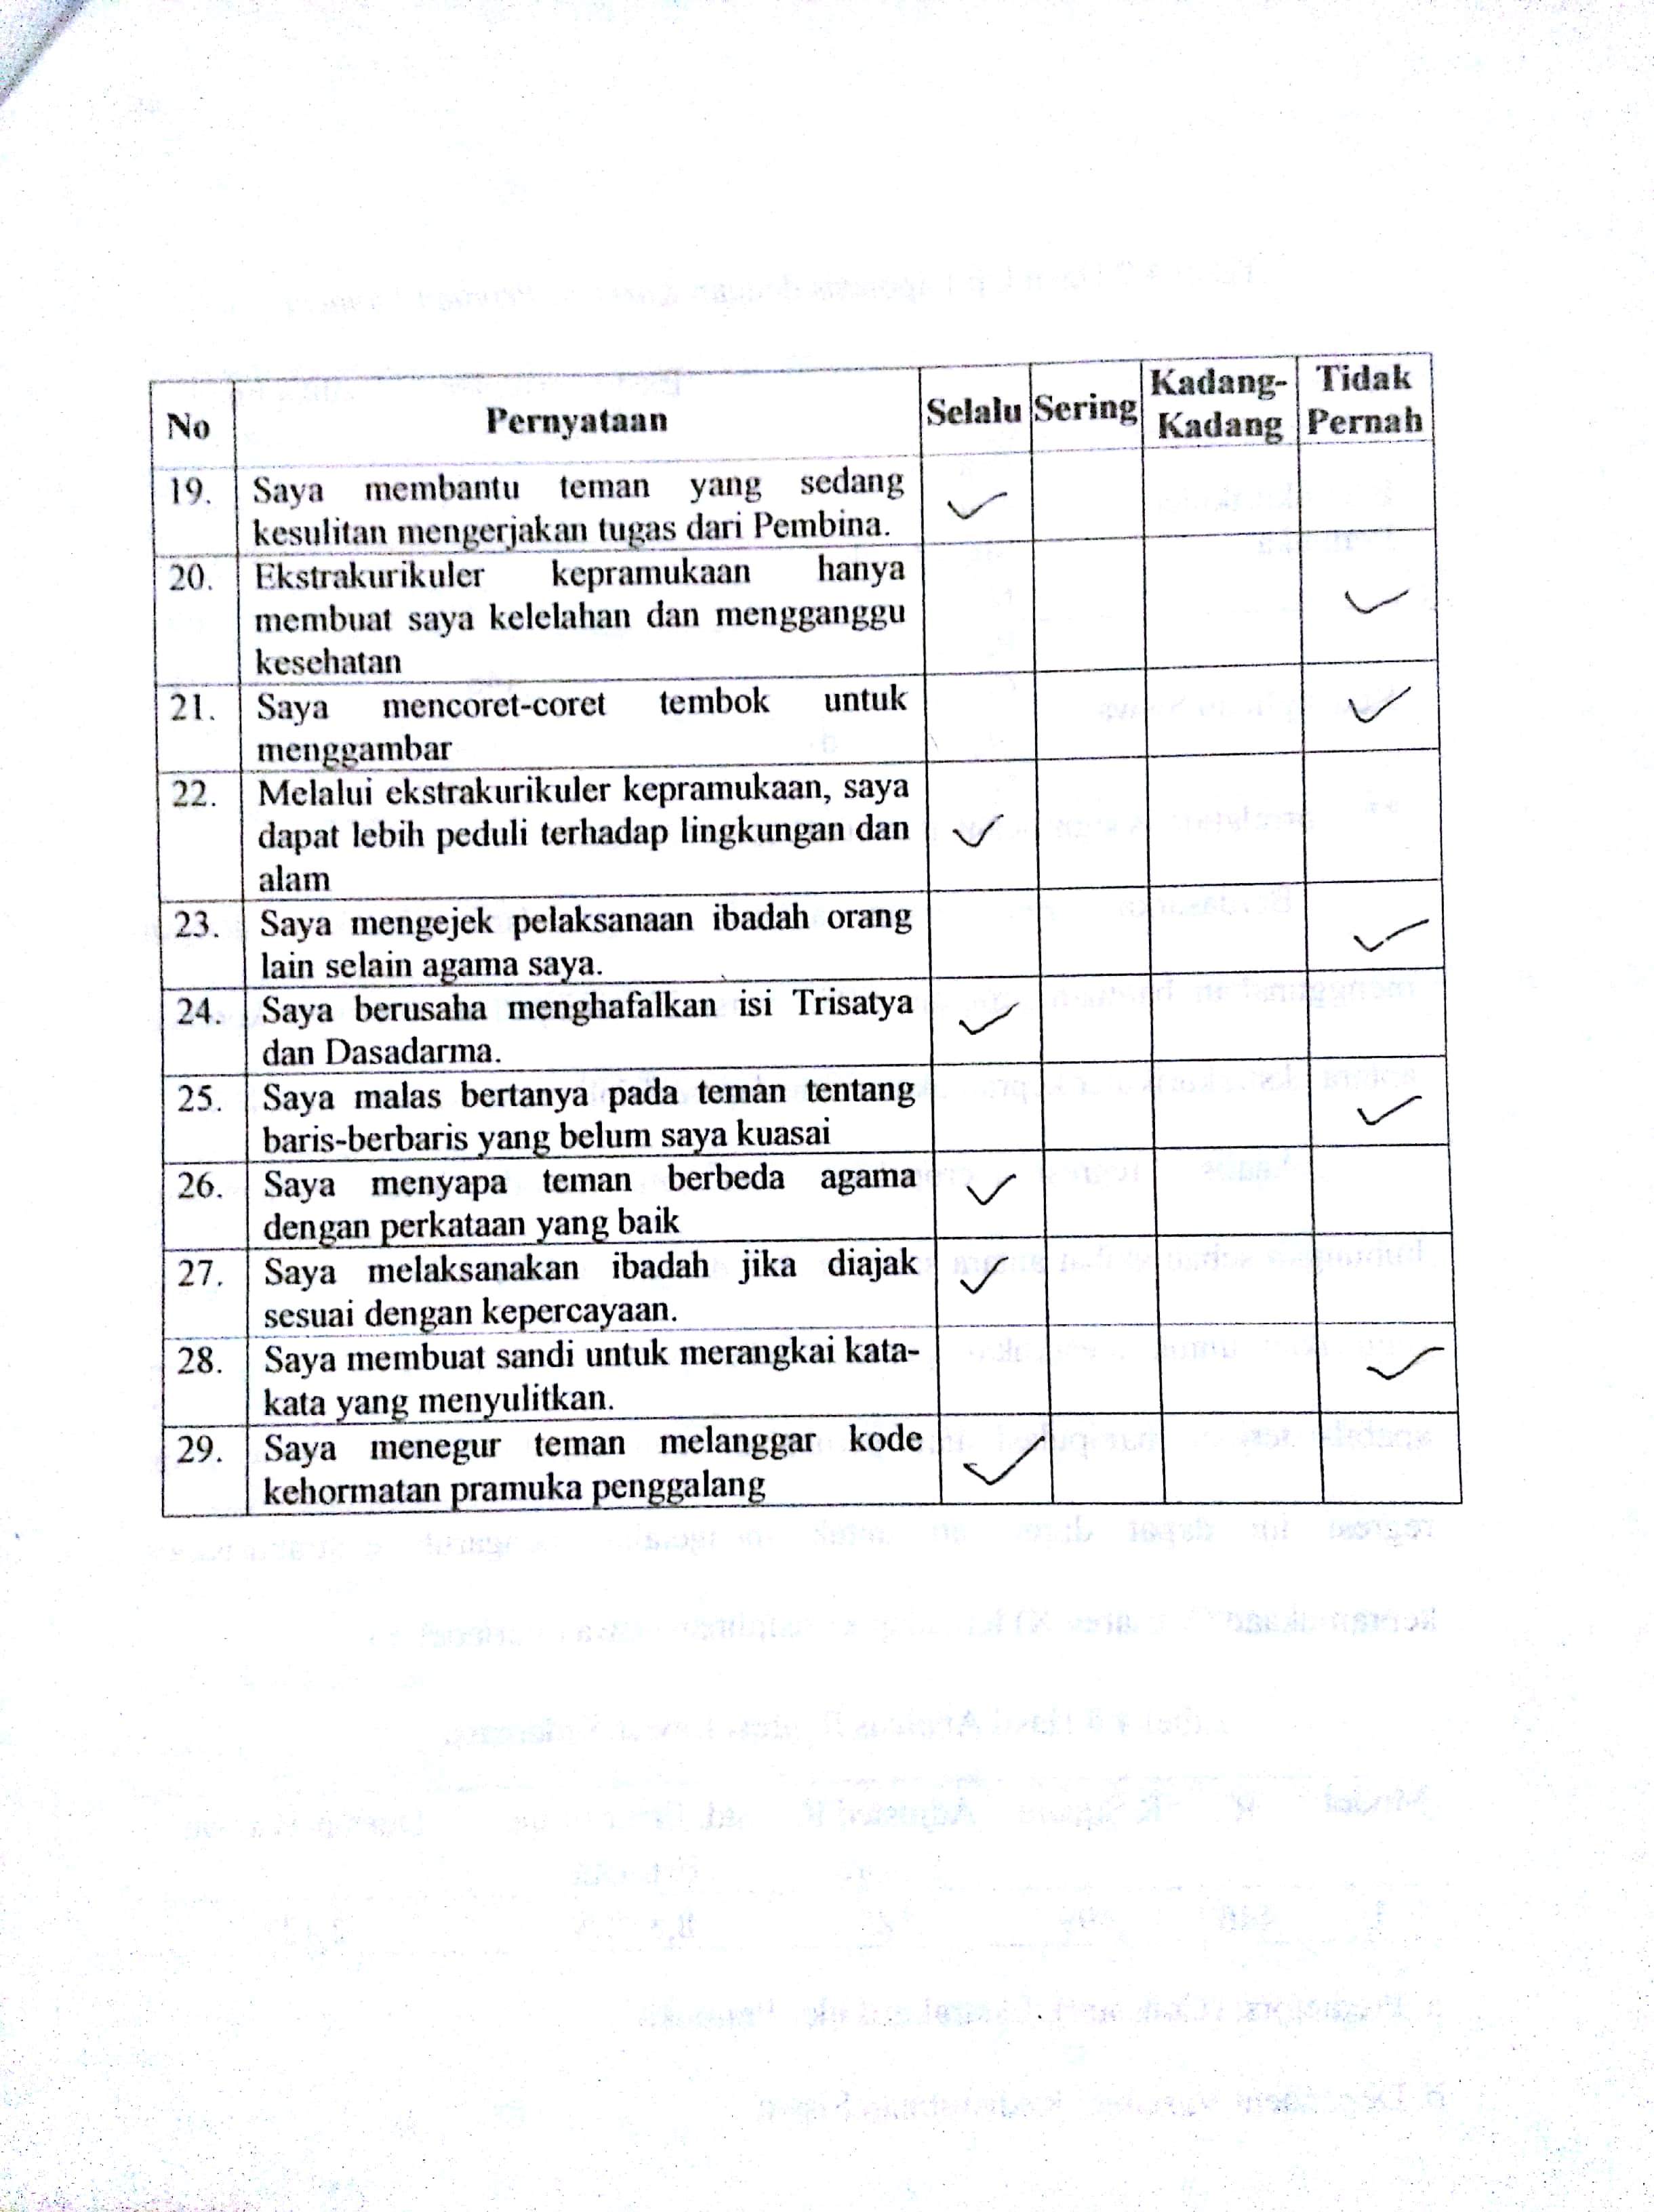 No Pernyataan Selalu Sering Kadang-Kadang Tidak Pernah
19. Saya membantu teman yang sedang
kesulitan mengerjakan tugas dari Pembina. ✓
20. Ekstrakurikuler kepramukaan hanya
membuat saya kelelahan dan mengganggu
kesehatan ✓
21. Saya mencoret-coret tembok untuk
menggambar ✓
22. Melalui ekstrakurikuler kepramukaan, saya
dapat lebih peduli terhadap lingkungan dan
alam ✓
23. Saya mengejek pelaksanaan ibadah orang
lain selain agama saya. ✓
24. Saya berusaha menghafalkan isi Trisatya
dan Dasadarma. ✓
25. Saya malas bertanya pada teman tentang
baris-berbaris yang belum saya kuasai ✓
26. Saya menyapa teman berbeda agama
dengan perkataan yang baik ✓
27. Saya melaksanakan ibadah jika diajak
sesuai dengan kepercayaan. ✓
28. Saya membuat sandi untuk merangkai kata-
kata yang menyulitkan. ✓
29. Saya menegur teman melanggar kode
kehormatan pramuka penggalang ✓